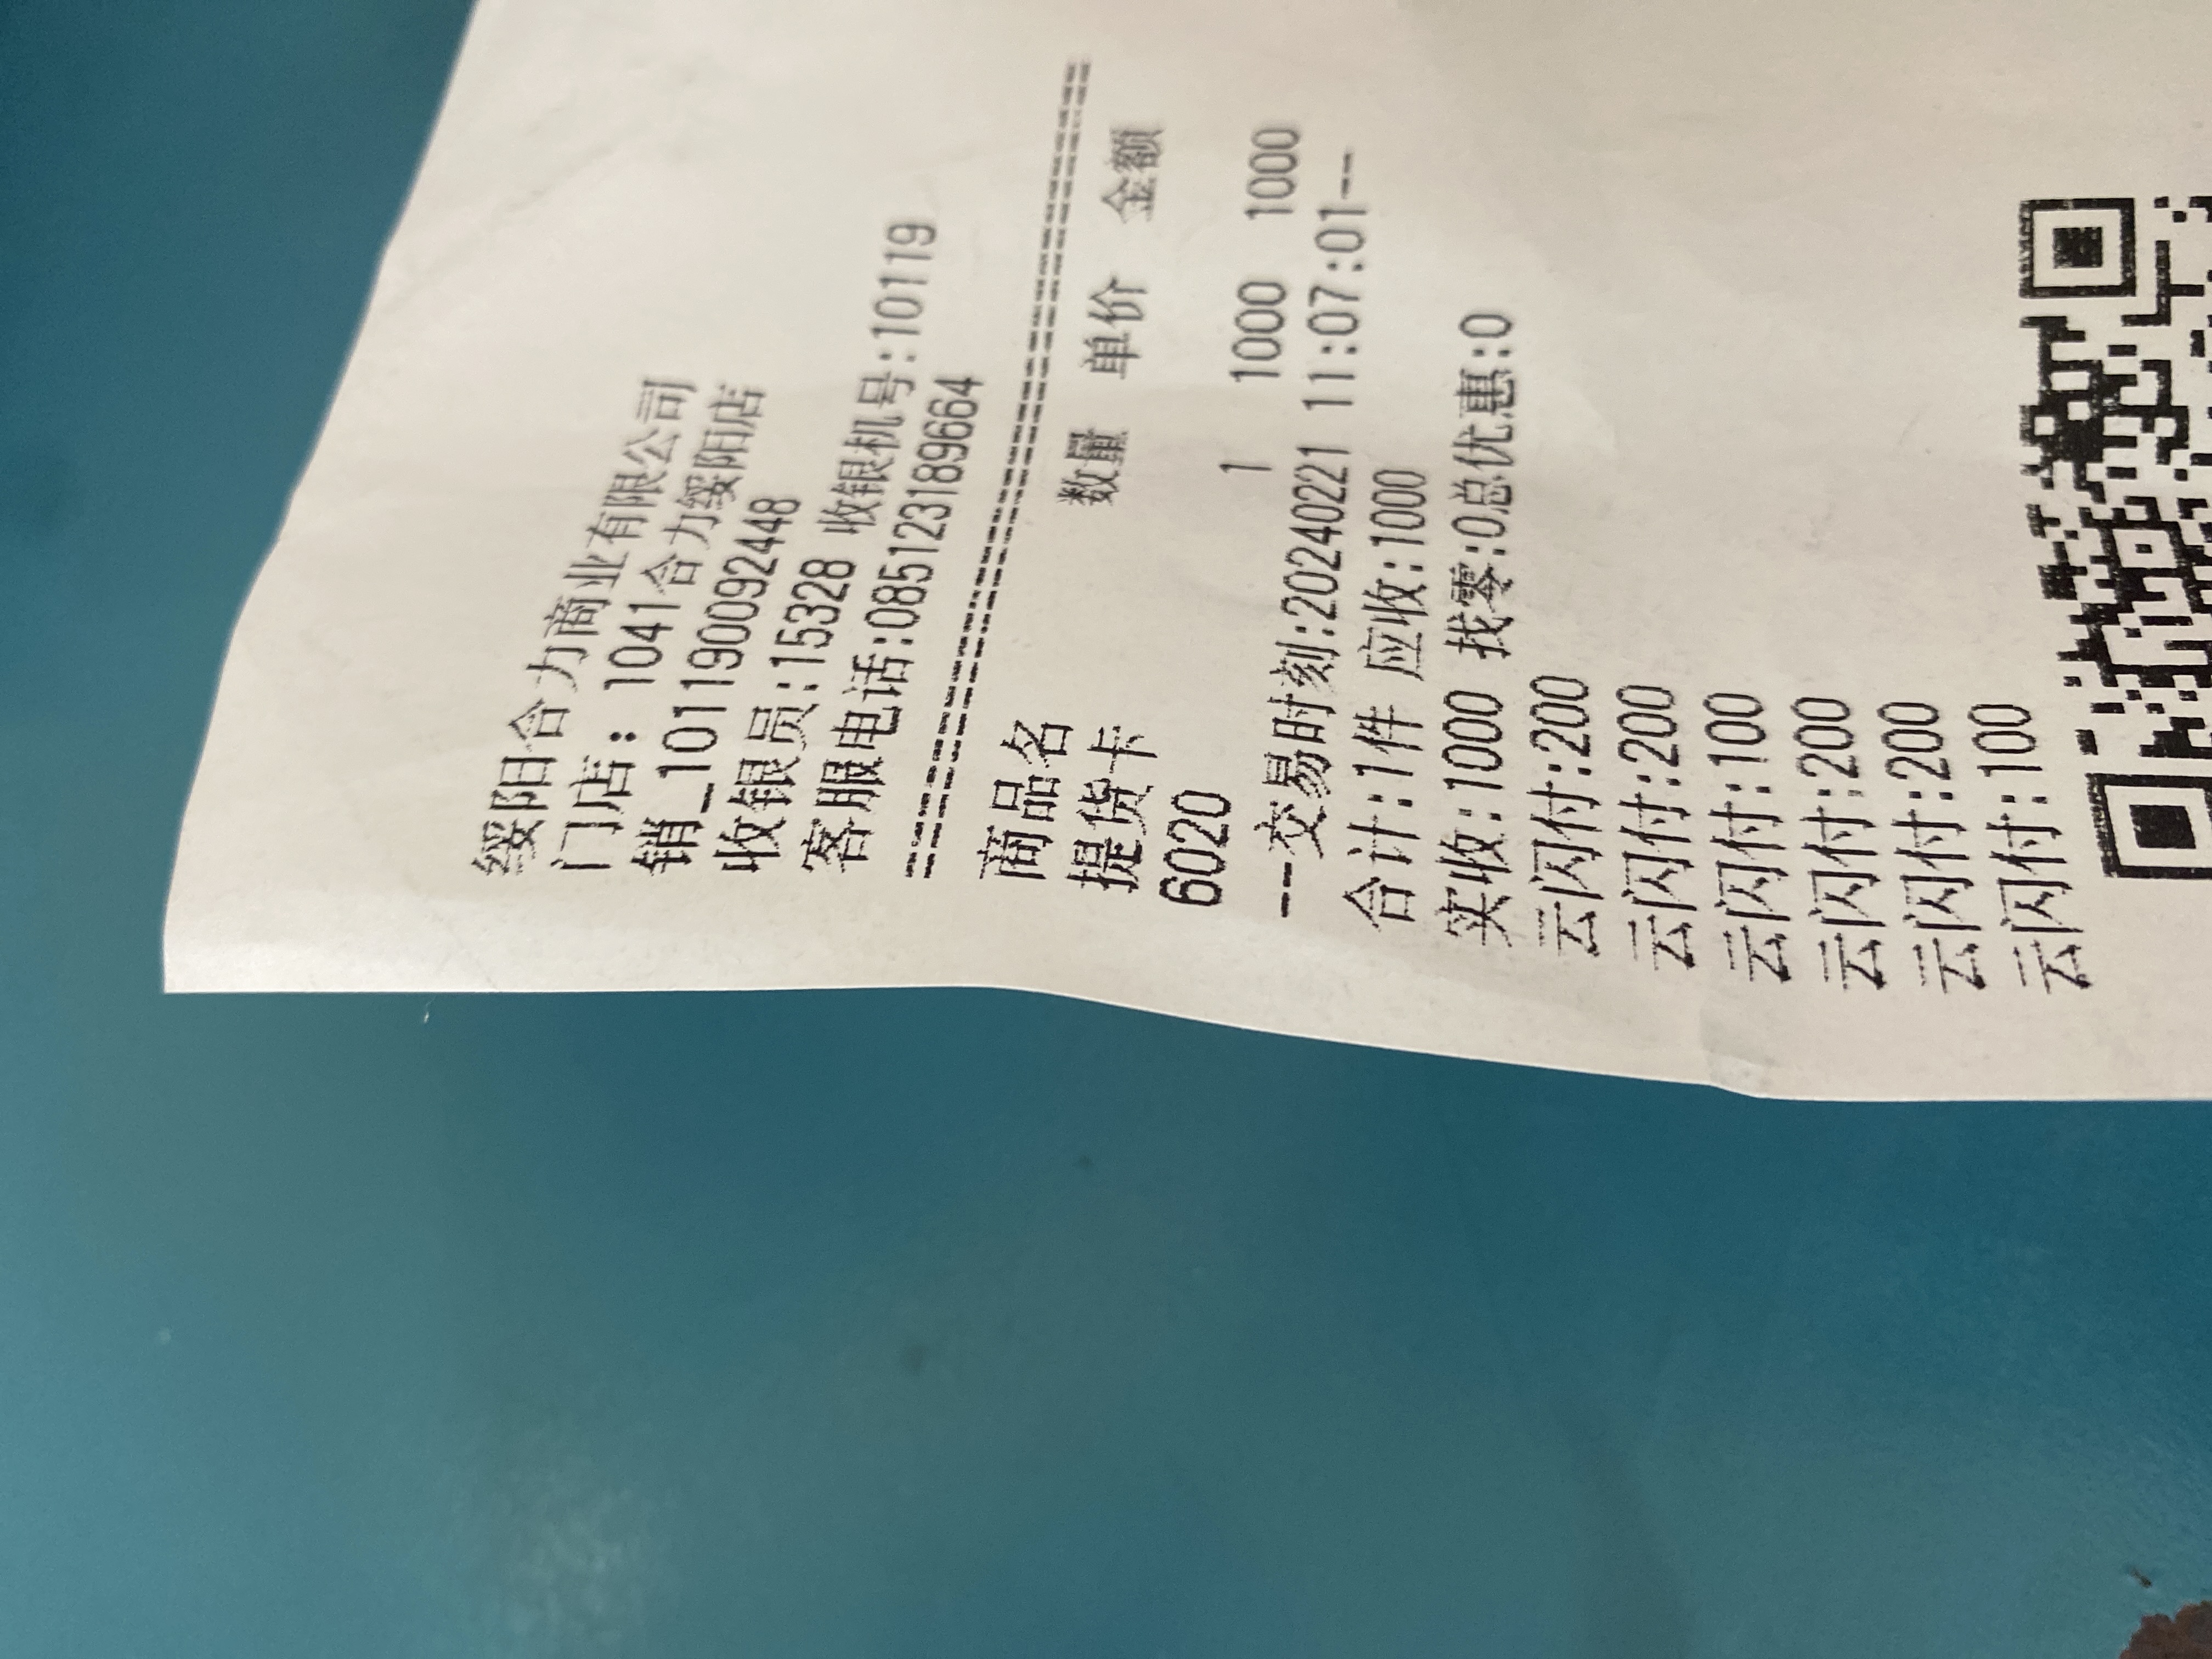 绥阳合力商业有限公司
门店: 1041合力绥阳店
销_1011990092448
收银员:15328 收银机号:10119
客服电话:085123189664
================================
商品名 数量 单价 金额
提货卡
6020 1 1000 1000
---交易时刻:20240221 11:07:01--
合计:1件 应收:1000
实收:1000 找零:0总优惠:0
云闪付:200
云闪付:200
云闪付:100
云闪付:200
云闪付:200
云闪付:100